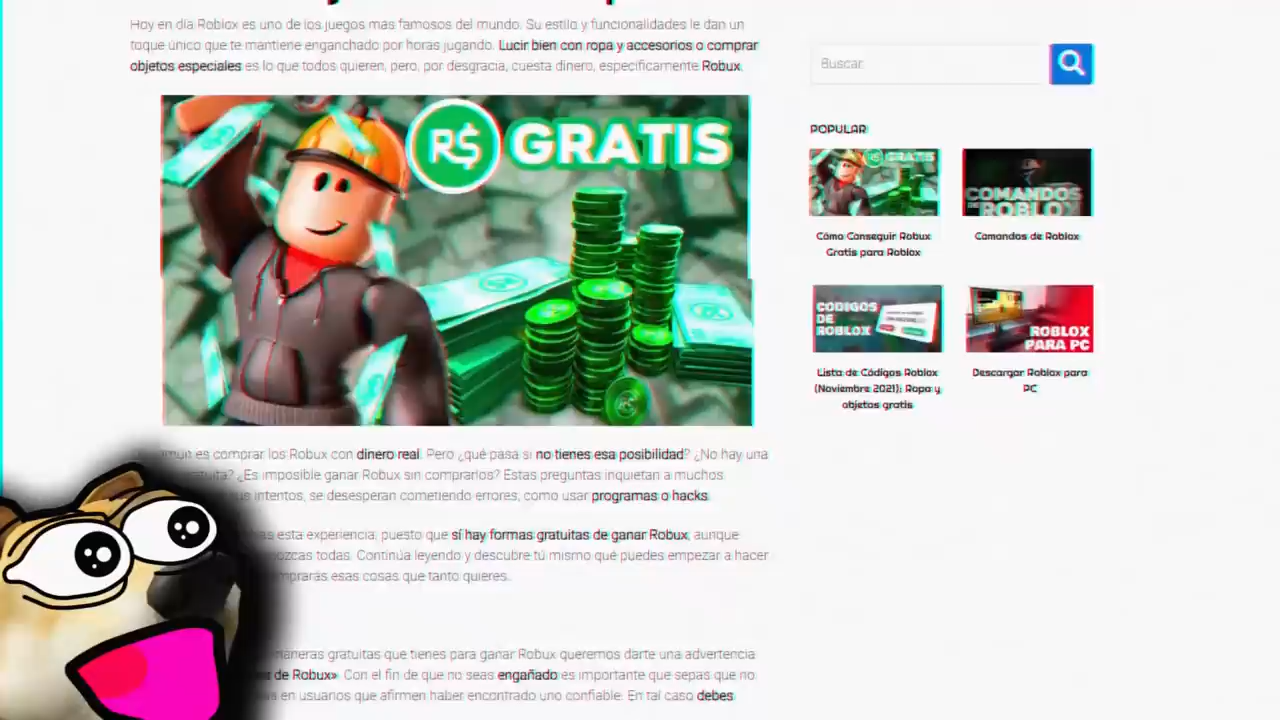 Hoy en día Roblox es uno de los juegos más famosos del mundo. Su estilo y funcionalidades le dan un
toque único que te mantiene enganchado por horas jugando. Lucir bien con ropa y accesorios o comprar
objetos especiales es lo que todos quieren, pero, por desgracia, cuesta dinero, específicamente Robux.
R$ GRATIS
es comprar los Robux con dinero real. Pero ¿qué pasa si no tienes esa posibilidad? ¿No hay una
¿Es imposible ganar Robux sin comprarlos? Estas preguntas inquietan a muchos
intentos, se desesperan cometiendo errores, como usar programas o hacks.
esta experiencia, puesto que sí hay formas gratuitas de ganar Robux, aunque
todas. Continúa leyendo y descubre tú mismo qué puedes empezar a hacer
esas cosas que tanto quieres.
maneras gratuitas que tienes para ganar Robux queremos darte una advertencia
de Robux». Con el fin de que no seas engañado es importante que sepas que no
en usuarios que afirmen haber encontrado uno confiable. En tal caso debes
Buscar
POPULAR
R$ GRATIS
Cómo Conseguir Robux
Gratis para Roblox
COMANDOS
DE ROBLOX
Comandos de Roblox
CODIGOS
DE
ROBLOX
Lista de Códigos Roblox
(Noviembre 2021): Ropa y
objetos gratis
ROBLOX
PARA PC
Descargar Roblox para
PC